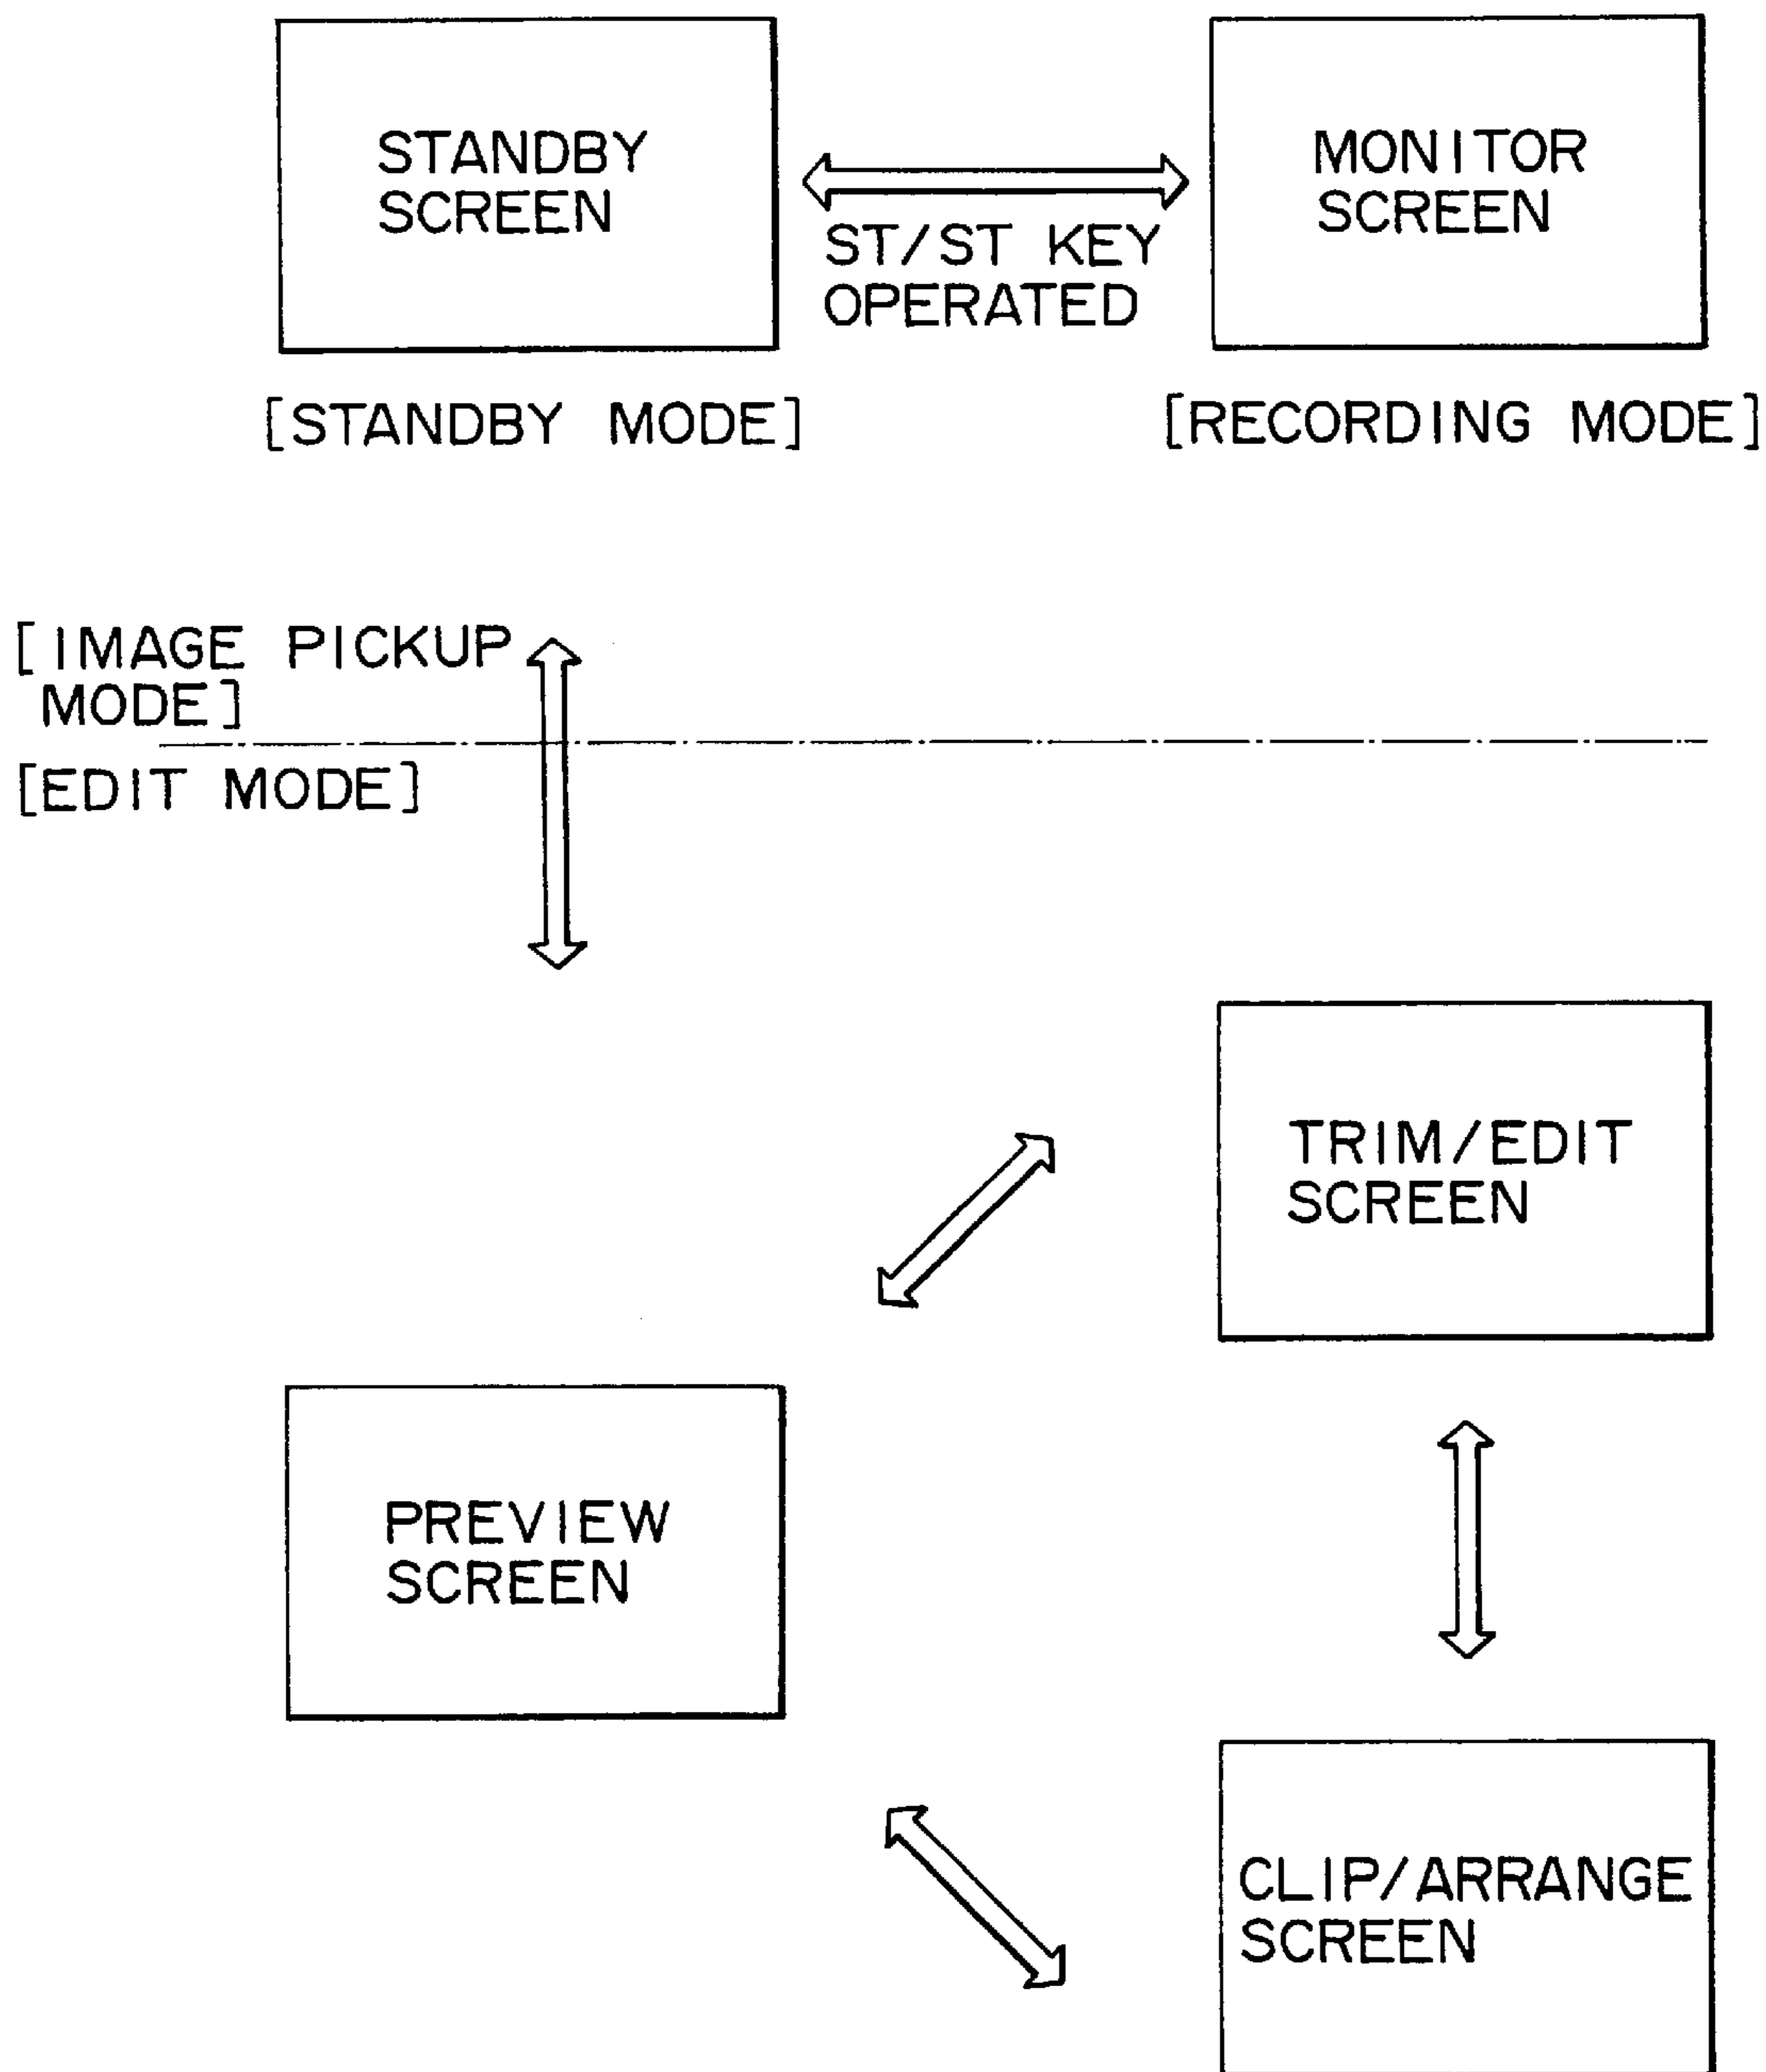 STANDBY
SCREEN
MONITOR
SCREEN
ST/ST KEY
OPERATED
[STANDBY MODE]
[RECORDING MODE]
[IMAGE PICKUP
MODE]
[EDIT MODE]
TRIM/EDIT
SCREEN
PREVIEW
SCREEN
CLIP/ARRANGE
SCREEN